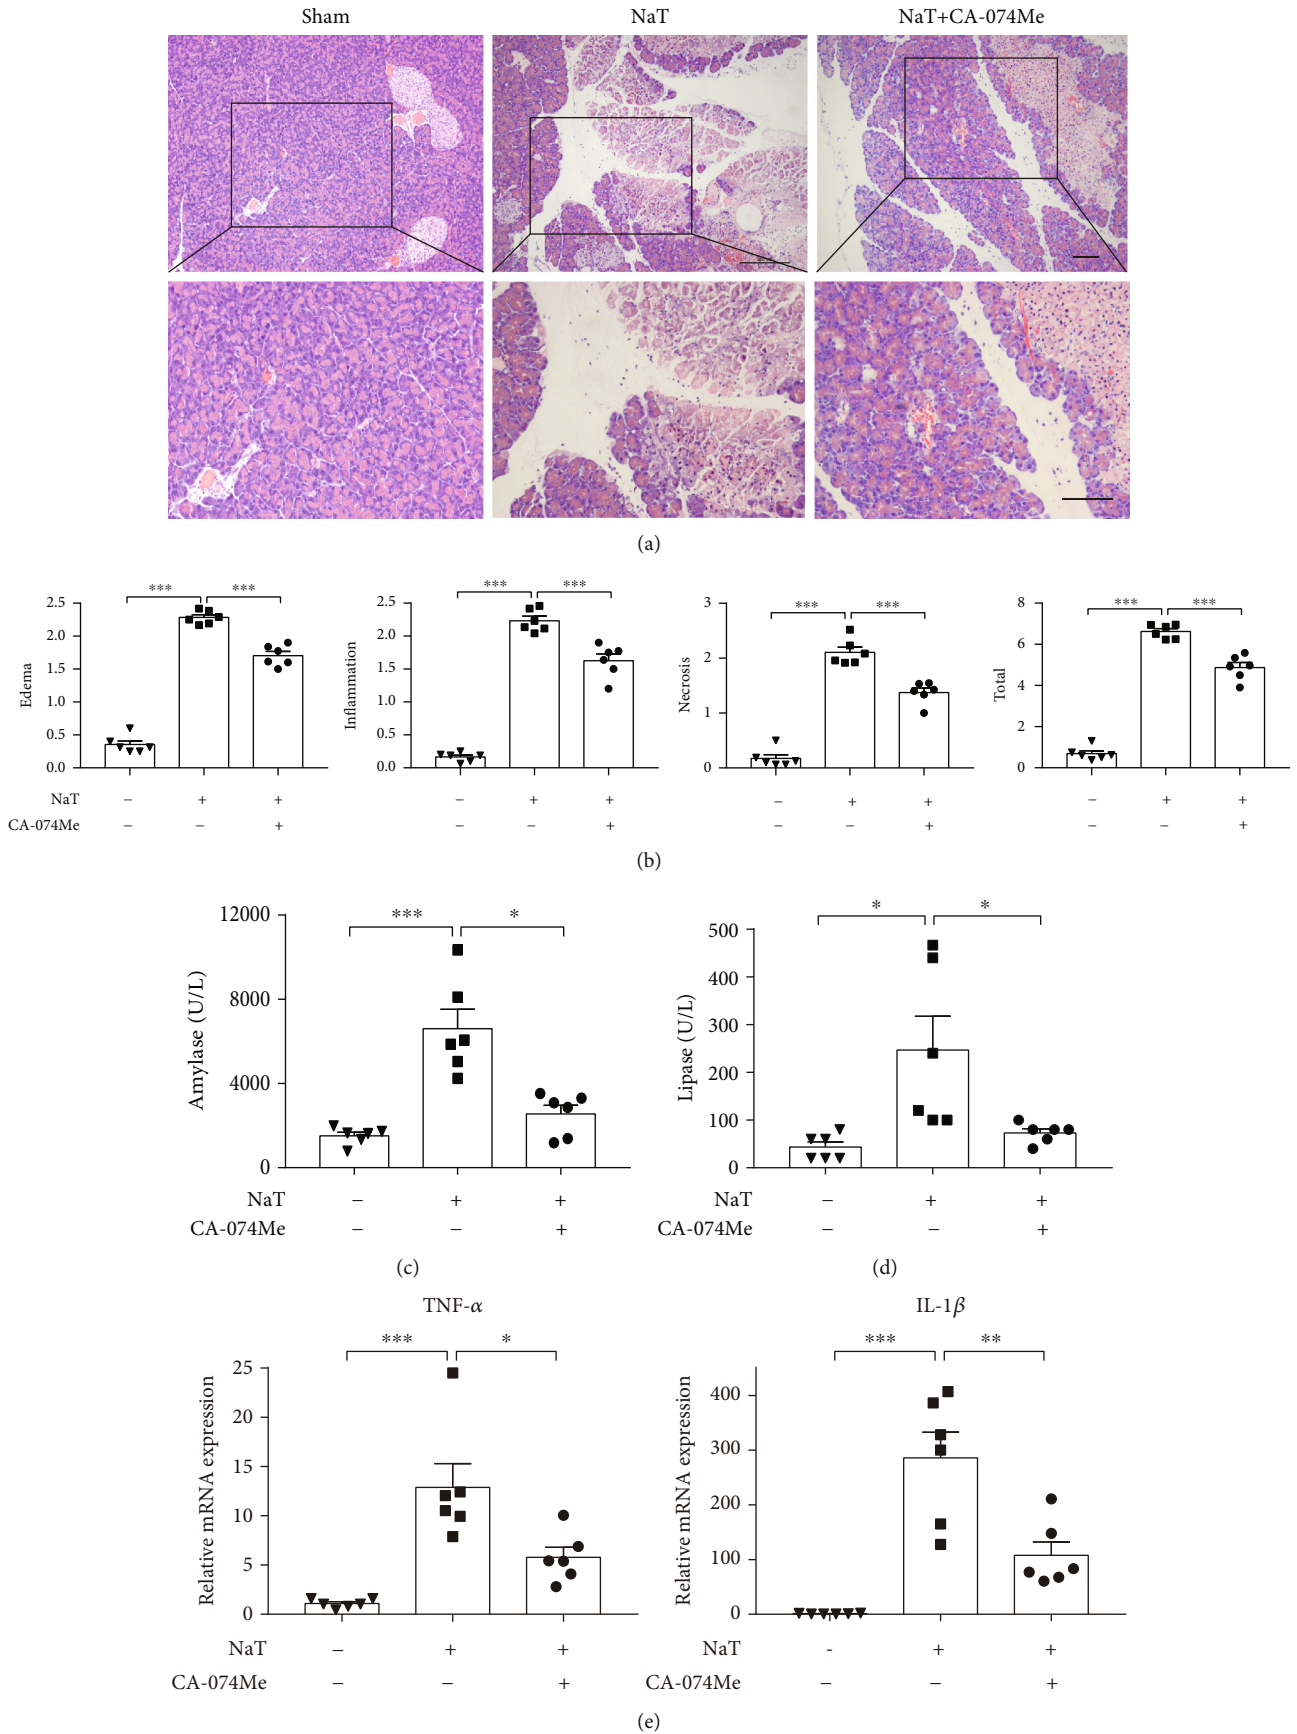 Sham NaT NaT+CA-074Me
(a)
*** ***
Edema
2.5
2.0
1.5
1.0
0.5
0.0
NaT − + +
CA-074Me − − +
*** ***
Inflammation
2.5
2.0
1.5
1.0
0.5
0.0
− + +
− − +
*** ***
Necrosis
3
2
1
0
− + +
− − +
*** ***
Total
8
6
4
2
0
− + +
− − +
(b)
*** *
Amylase (U/L)
12000
8000
4000
0
NaT − + +
CA-074Me − − +
(c)
* *
Lipase (U/L)
500
400
300
200
100
0
NaT − + +
CA-074Me − − +
(d)
TNF-α
*** *
Relative mRNA expression
25
20
15
10
5
0
NaT − + +
CA-074Me − − +
IL-1β
*** **
Relative mRNA expression
400
300
200
100
0
NaT - + +
CA-074Me − − +
(e)